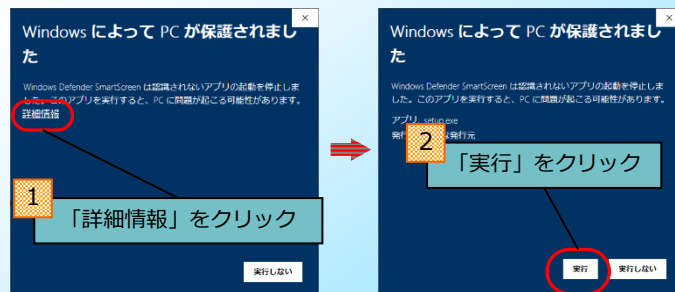 Windows によって PC が保護されまし
た
Windows Defender SmartScreen は認識されないアプリの起動を停止しま
した。このアプリを実行すると、PC に問題が起こる可能性があります。
詳細情報
1
「詳細情報」をクリック
実行しない
Windows によって PC が保護されまし
た
Windows Defender SmartScreen は認識されないアプリの起動を停止しま
した。このアプリを実行すると、PC に問題が起こる可能性があります。
アプリ: setup.exe
発行 な発行元
2
「実行」をクリック
実行
実行しない